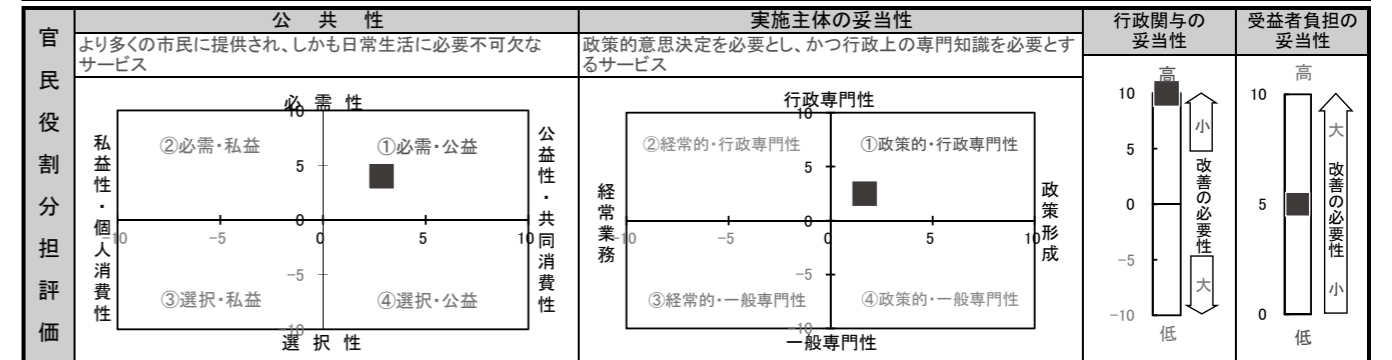 官民役割分担評価
公共性
より多くの市民に提供され、しかも日常生活に必要不可欠な
サービス
必需性
10
②必需・私益
①必需・公益
5
私益性・個人消費性
公益性・共同消費性
0
-10
-5
0
5
10
-5
③選択・私益
④選択・公益
-10
選択性
実施主体の妥当性
政策的意思決定を必要とし、かつ行政上の専門知識を必要とす
るサービス
行政専門性
10
②経常的・行政専門性
①政策的・行政専門性
5
経常業務
政策形成
0
-10
-5
0
5
10
-5
③経常的・一般専門性
④政策的・一般専門性
-10
一般専門性
行政関与の
妥当性
高
10
5
0
-5
-10
低
小
改善の必要性
大
受益者負担の
妥当性
高
10
5
0
低
大
改善の必要性
小